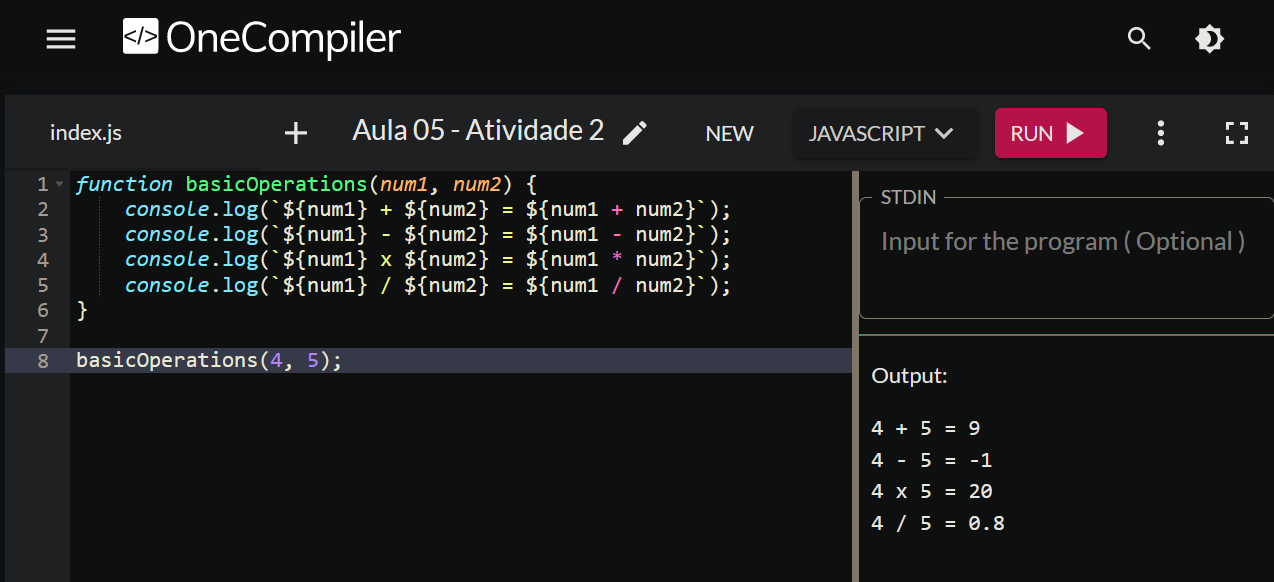 </> OneCompiler
index.js + Aula 05 - Atividade 2 NEW JAVASCRIPT RUN
1 function basicOperations(num1, num2) {
2     console.log(`${num1} + ${num2} = ${num1 + num2}`);
3     console.log(`${num1} - ${num2} = ${num1 - num2}`);
4     console.log(`${num1} x ${num2} = ${num1 * num2}`);
5     console.log(`${num1} / ${num2} = ${num1 / num2}`);
6 }
7
8 basicOperations(4, 5);
STDIN
Input for the program ( Optional )
Output:
4 + 5 = 9
4 - 5 = -1
4 x 5 = 20
4 / 5 = 0.8